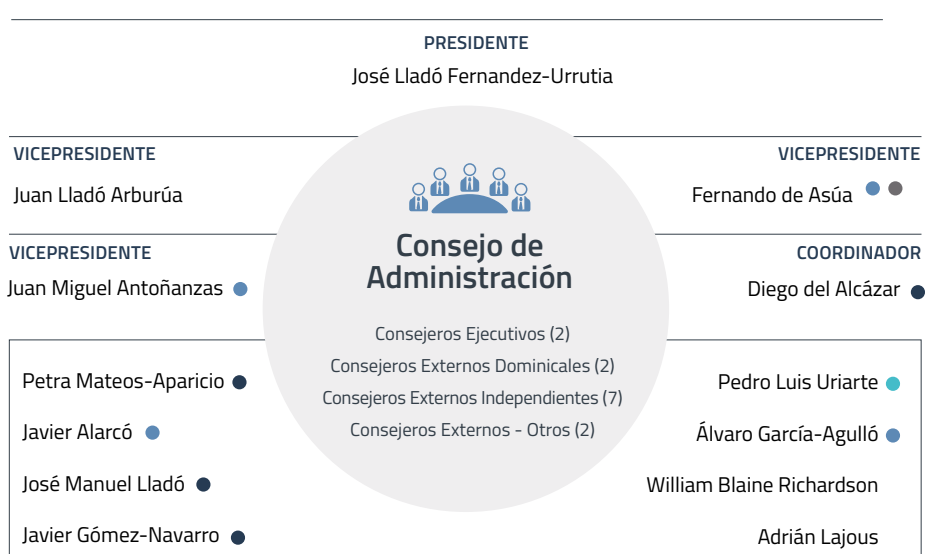 PRESIDENTE
José Lladó Fernandez-Urrutia
VICEPRESIDENTE
Juan Lladó Arburúa
VICEPRESIDENTE
Fernando de Asúa
VICEPRESIDENTE
Juan Miguel Antoñanzas
COORDINADOR
Diego del Alcázar
Consejo de
Administración
Consejeros Ejecutivos (2)
Consejeros Externos Dominicales (2)
Consejeros Externos Independientes (7)
Consejeros Externos - Otros (2)
Petra Mateos-Aparicio
Javier Alarcó
José Manuel Lladó
Javier Gómez-Navarro
Pedro Luis Uriarte
Álvaro García-Agulló
William Blaine Richardson
Adrián Lajous